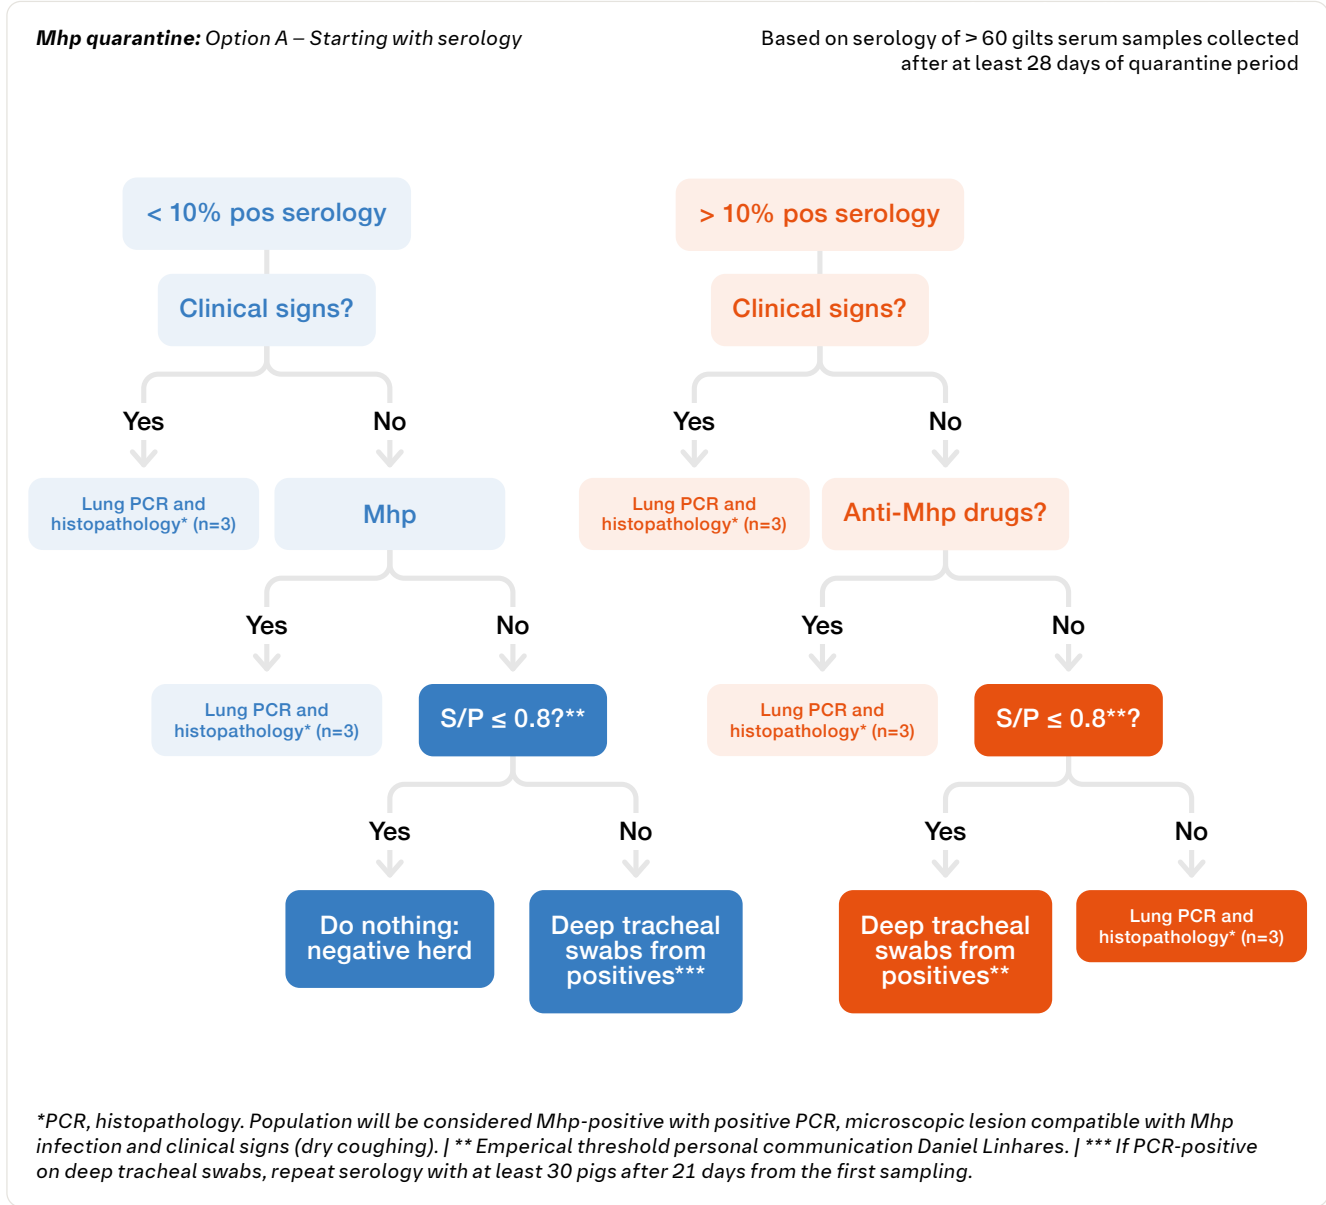 Mhp quarantine: Option A – Starting with serology
Based on serology of > 60 gilts serum samples collected
after at least 28 days of quarantine period
< 10% pos serology
> 10% pos serology
Clinical signs?
Clinical signs?
Yes
No
Yes
No
Lung PCR and
histopathology* (n=3)
Mhp
Lung PCR and
histopathology* (n=3)
Anti-Mhp drugs?
Yes
No
Yes
No
Lung PCR and
histopathology* (n=3)
S/P ≤ 0.8?**
Lung PCR and
histopathology* (n=3)
S/P ≤ 0.8**?
Yes
No
Yes
No
Do nothing:
negative herd
Deep tracheal
swabs from
positives***
Deep tracheal
swabs from
positives**
Lung PCR and
histopathology* (n=3)
*PCR, histopathology. Population will be considered Mhp-positive with positive PCR, microscopic lesion compatible with Mhp
infection and clinical signs (dry coughing). | ** Emperical threshold personal communication Daniel Linhares. | *** If PCR-positive
on deep tracheal swabs, repeat serology with at least 30 pigs after 21 days from the first sampling.